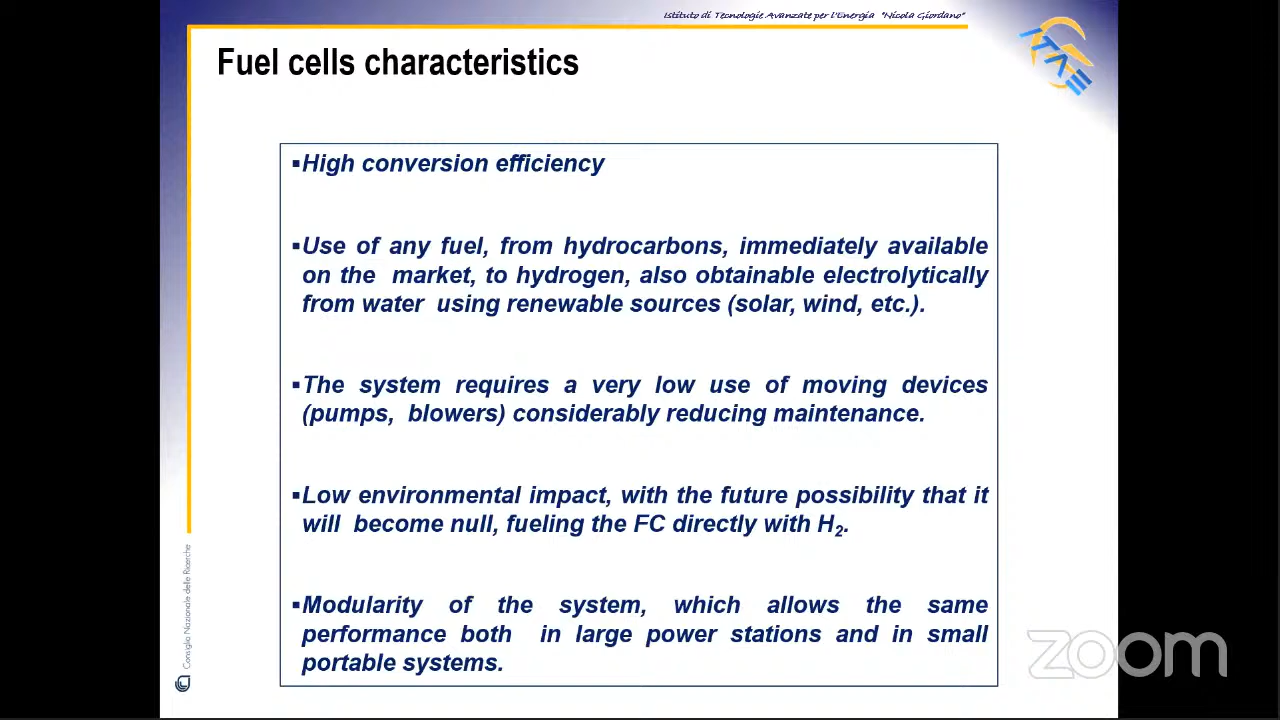 Istituto di Tecnologie Avanzate per l'Energia "Nicola Giordano"
ITAE
Fuel cells characteristics
▪High conversion efficiency
▪Use of any fuel, from hydrocarbons, immediately available
on the market, to hydrogen, also obtainable electrolytically
from water using renewable sources (solar, wind, etc.).
▪The system requires a very low use of moving devices
(pumps, blowers) considerably reducing maintenance.
▪Low environmental impact, with the future possibility that it
will become null, fueling the FC directly with H2.
▪Modularity of the system, which allows the same
performance both in large power stations and in small
portable systems.
Consiglio Nazionale delle Ricerche
zoom